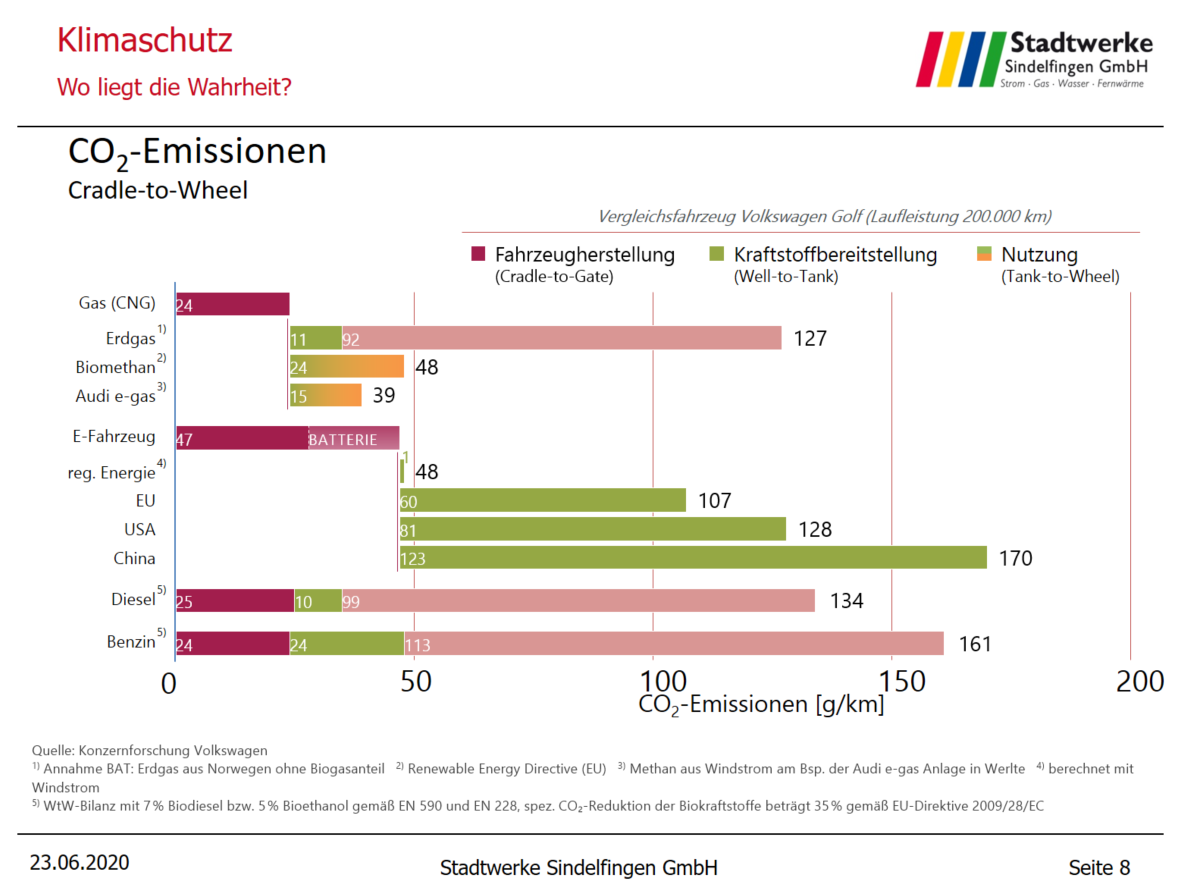 Klimaschutz
Wo liegt die Wahrheit?
Stadtwerke
Sindelfingen GmbH
Strom · Gas · Wasser · Fernwärme
CO₂-Emissionen
Cradle-to-Wheel
Vergleichsfahrzeug Volkswagen Golf (Laufleistung 200.000 km)
Fahrzeugherstellung Kraftstoffbereitstellung Nutzung
(Cradle-to-Gate) (Well-to-Tank) (Tank-to-Wheel)
Gas (CNG) 24
Erdgas 1) 11 92 127
Biomethan 2) 24 48
Audi e-gas 3) 15 39
E-Fahrzeug 47 BATTERIE
reg. Energie 4) 1 48
EU 60 107
USA 81 128
China 123 170
Diesel 5) 25 10 99 134
Benzin 5) 24 24 113 161
0 50 100 150 200
CO₂-Emissionen [g/km]
Quelle: Konzernforschung Volkswagen
1) Annahme BAT: Erdgas aus Norwegen ohne Biogasanteil 2) Renewable Energy Directive (EU) 3) Methan aus Windstrom am Bsp. der Audi e-gas Anlage in Werlte 4) berechnet mit
Windstrom
5) WtW-Bilanz mit 7 % Biodiesel bzw. 5 % Bioethanol gemäß EN 590 und EN 228, spez. CO₂-Reduktion der Biokraftstoffe beträgt 35 % gemäß EU-Direktive 2009/28/EC
23.06.2020 Stadtwerke Sindelfingen GmbH Seite 8